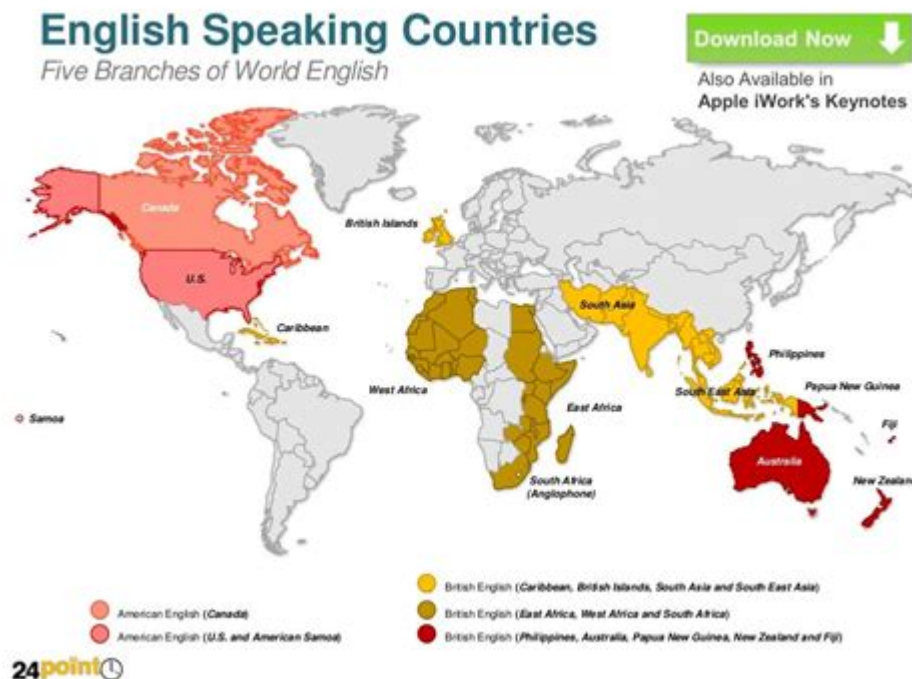 English Speaking Countries
Five Branches of World English
Download Now
Also Available in
Apple iWork's Keynotes
Canada
British Islands
U.S.
South Asia
Caribbean
Philippines
West Africa
South East Asia
Papua New Guinea
East Africa
Samoa
Fiji
Australia
South Africa
(Anglophone)
New Zealan
British English (Caribbean, British Islands, South Asia and South East Asia)
American English (Canada)
British English (East Africa, West Africa and South Africa)
American English (U.S. and American Samoa)
British English (Philippines, Australia, Papua New Guinea, New Zealand and Fiji)
24point